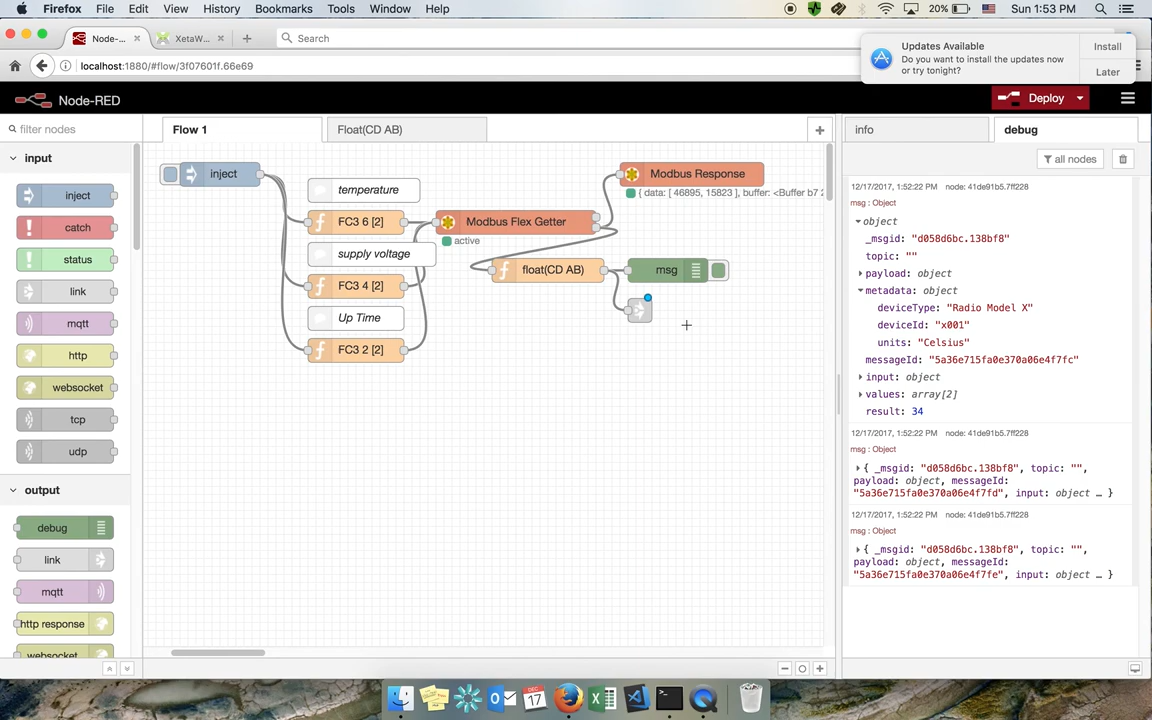 Firefox File Edit View History Bookmarks Tools Window Help 20% Sun 1:53 PM
Node-... XetaW...
Search
Updates Available
Do you want to install the updates now
or try tonight?
Install
Later
localhost:1880/#flow/3f07601f.66e69
Node-RED
Deploy
filter nodes
Flow 1
Float(CD AB)
info
debug
input
inject
catch
status
link
mqtt
http
websocket
tcp
udp
output
debug
link
mqtt
http response
websocket
inject
temperature
FC3 6 [2]
supply voltage
FC3 4 [2]
Up Time
FC3 2 [2]
Modbus Flex Getter
active
Modbus Response
{ data: [ 46895, 15823 ], buffer: <Buffer b7 2
float(CD AB)
msg
all nodes
12/17/2017, 1:52:22 PM node: 41de91b5.7ff228
msg : Object
object
_msgid: "d058d6bc.138bf8"
topic: ""
payload: object
metadata: object
deviceType: "Radio Model X"
deviceId: "x001"
units: "Celsius"
messageId: "5a36e715fa0e370a06e4f7fc"
input: object
values: array[2]
result: 34
12/17/2017, 1:52:22 PM node: 41de91b5.7ff228
msg : Object
{ _msgid: "d058d6bc.138bf8", topic: "",
payload: object, messageId:
"5a36e715fa0e370a06e4f7fd", input: object … }
12/17/2017, 1:52:22 PM node: 41de91b5.7ff228
msg : Object
{ _msgid: "d058d6bc.138bf8", topic: "",
payload: object, messageId:
"5a36e715fa0e370a06e4f7fe", input: object … }
DEC
17